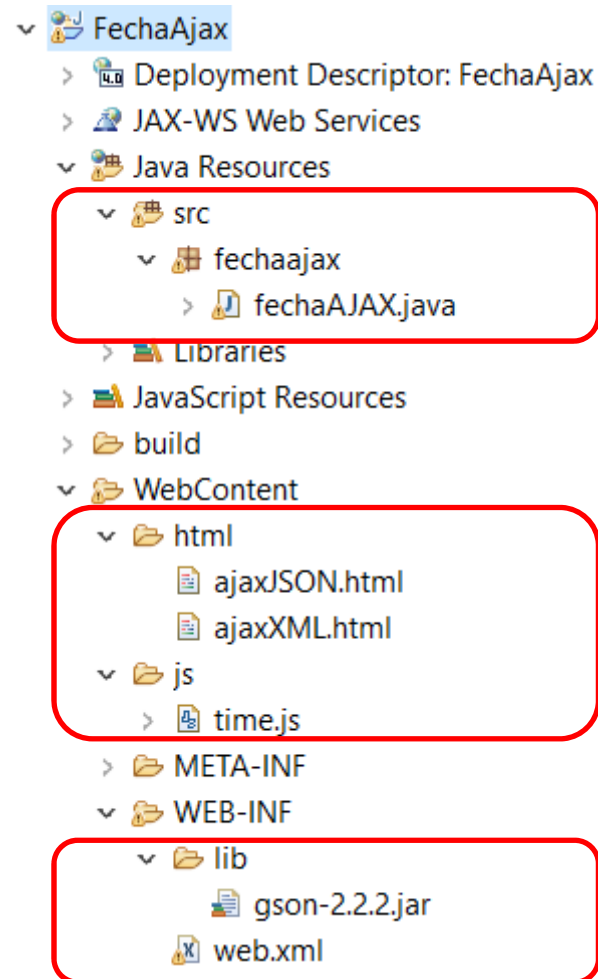 FechaAjax
4.0 Deployment Descriptor: FechaAjax
JAX-WS Web Services
Java Resources
src
fechaajax
fechaAJAX.java
Libraries
JavaScript Resources
build
WebContent
html
ajaxJSON.html
ajaxXML.html
js
time.js
META-INF
WEB-INF
lib
gson-2.2.2.jar
web.xml